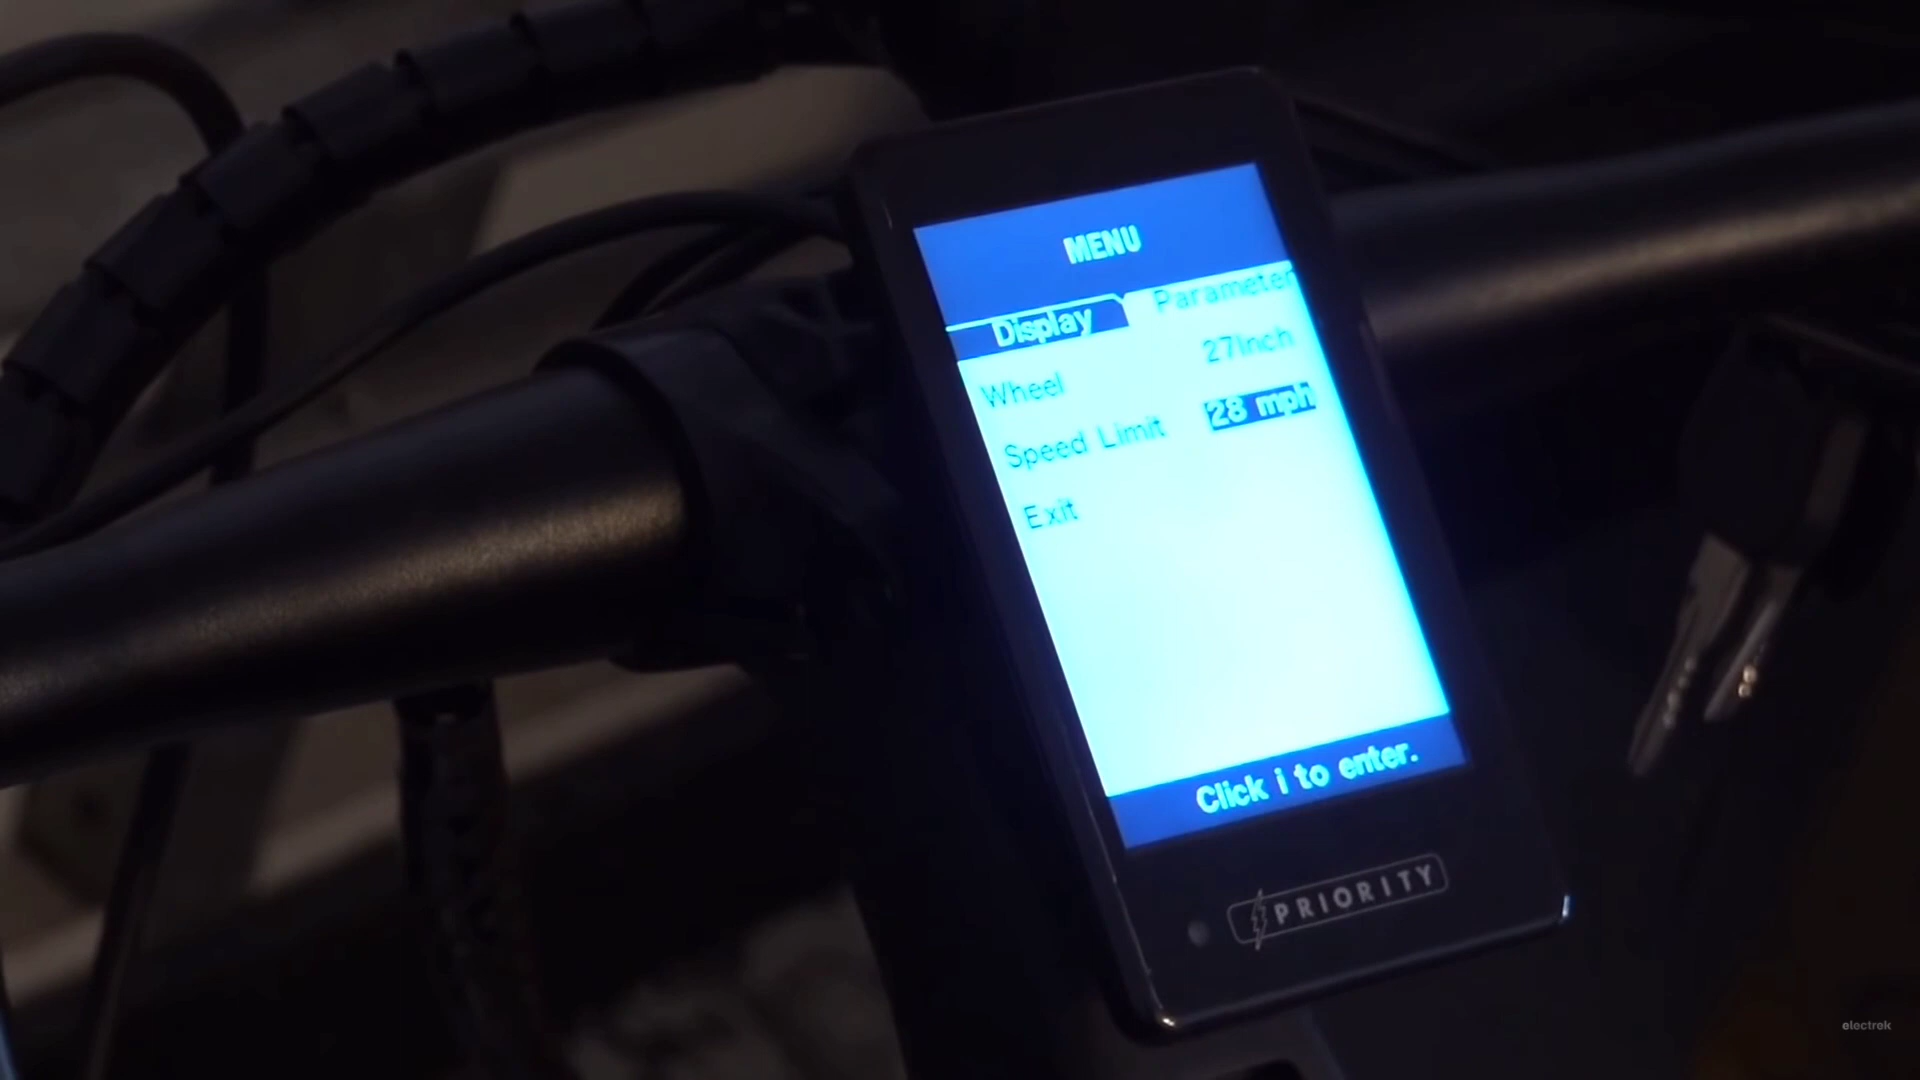 MENU
Display Parameter
Wheel 27Inch
Speed Limit 28 mph
Exit
Click i to enter.
PRIORITY
electrek